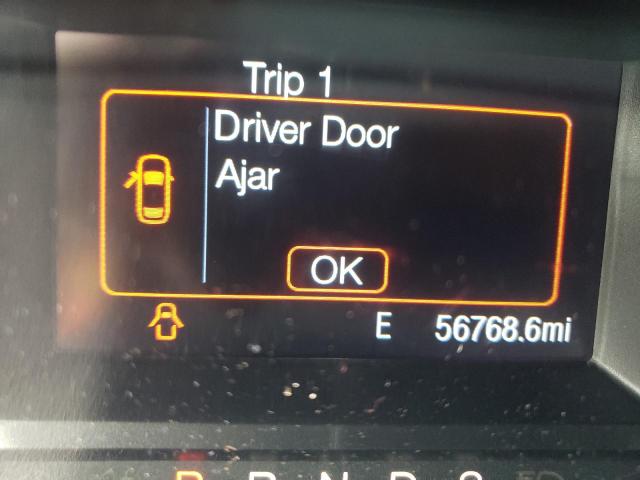 Trip 1
Driver Door
Ajar
OK
E 56768.6mi
P R N D S